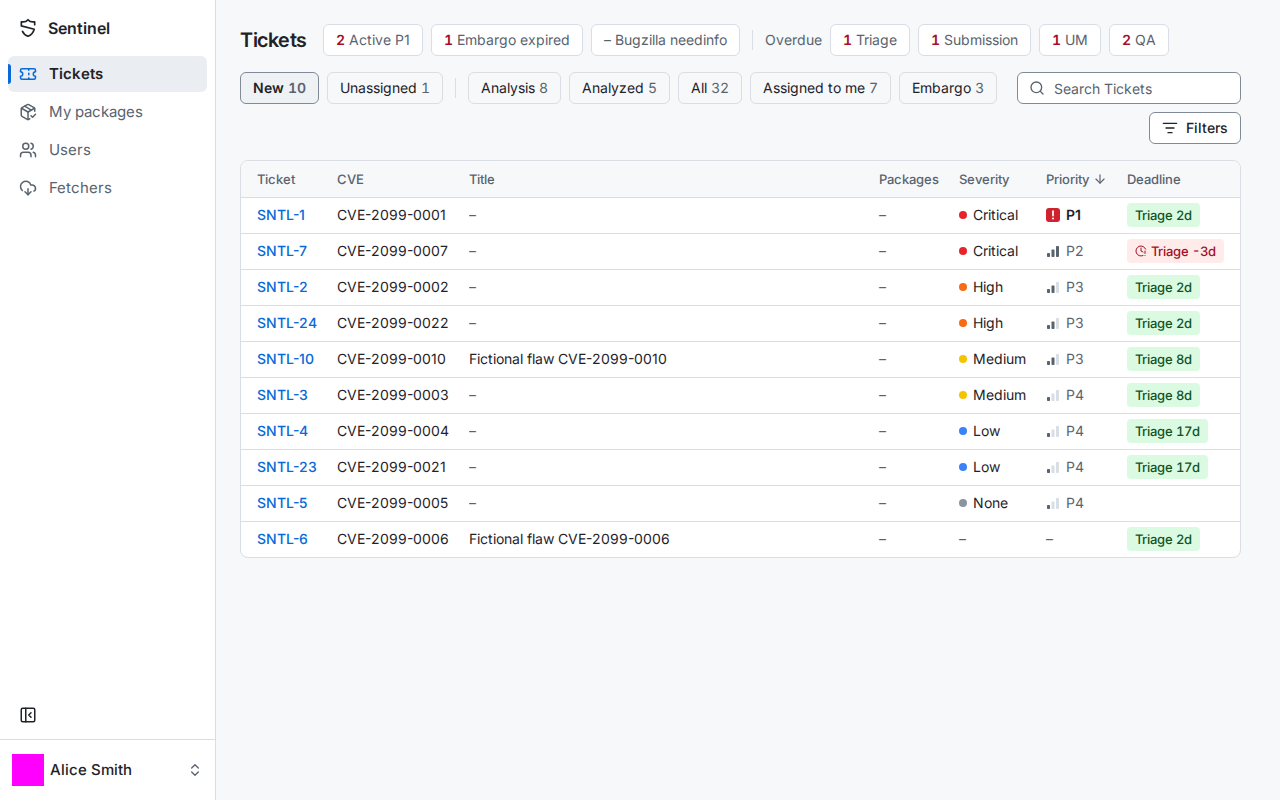 Sentinel
Tickets
My packages
Users
Fetchers
Alice Smith
Tickets 2 Active P1 1 Embargo expired – Bugzilla needinfo Overdue 1 Triage 1 Submission 1 UM 2 QA
New 10 Unassigned 1 Analysis 8 Analyzed 5 All 32 Assigned to me 7 Embargo 3 Search Tickets
Filters
Ticket CVE Title Packages Severity Priority Deadline
SNTL-1 CVE-2099-0001 – – Critical P1 Triage 2d
SNTL-7 CVE-2099-0007 – – Critical P2 Triage -3d
SNTL-2 CVE-2099-0002 – – High P3 Triage 2d
SNTL-24 CVE-2099-0022 – – High P3 Triage 2d
SNTL-10 CVE-2099-0010 Fictional flaw CVE-2099-0010 – Medium P3 Triage 8d
SNTL-3 CVE-2099-0003 – – Medium P4 Triage 8d
SNTL-4 CVE-2099-0004 – – Low P4 Triage 17d
SNTL-23 CVE-2099-0021 – – Low P4 Triage 17d
SNTL-5 CVE-2099-0005 – – None P4
SNTL-6 CVE-2099-0006 Fictional flaw CVE-2099-0006 – – – Triage 2d